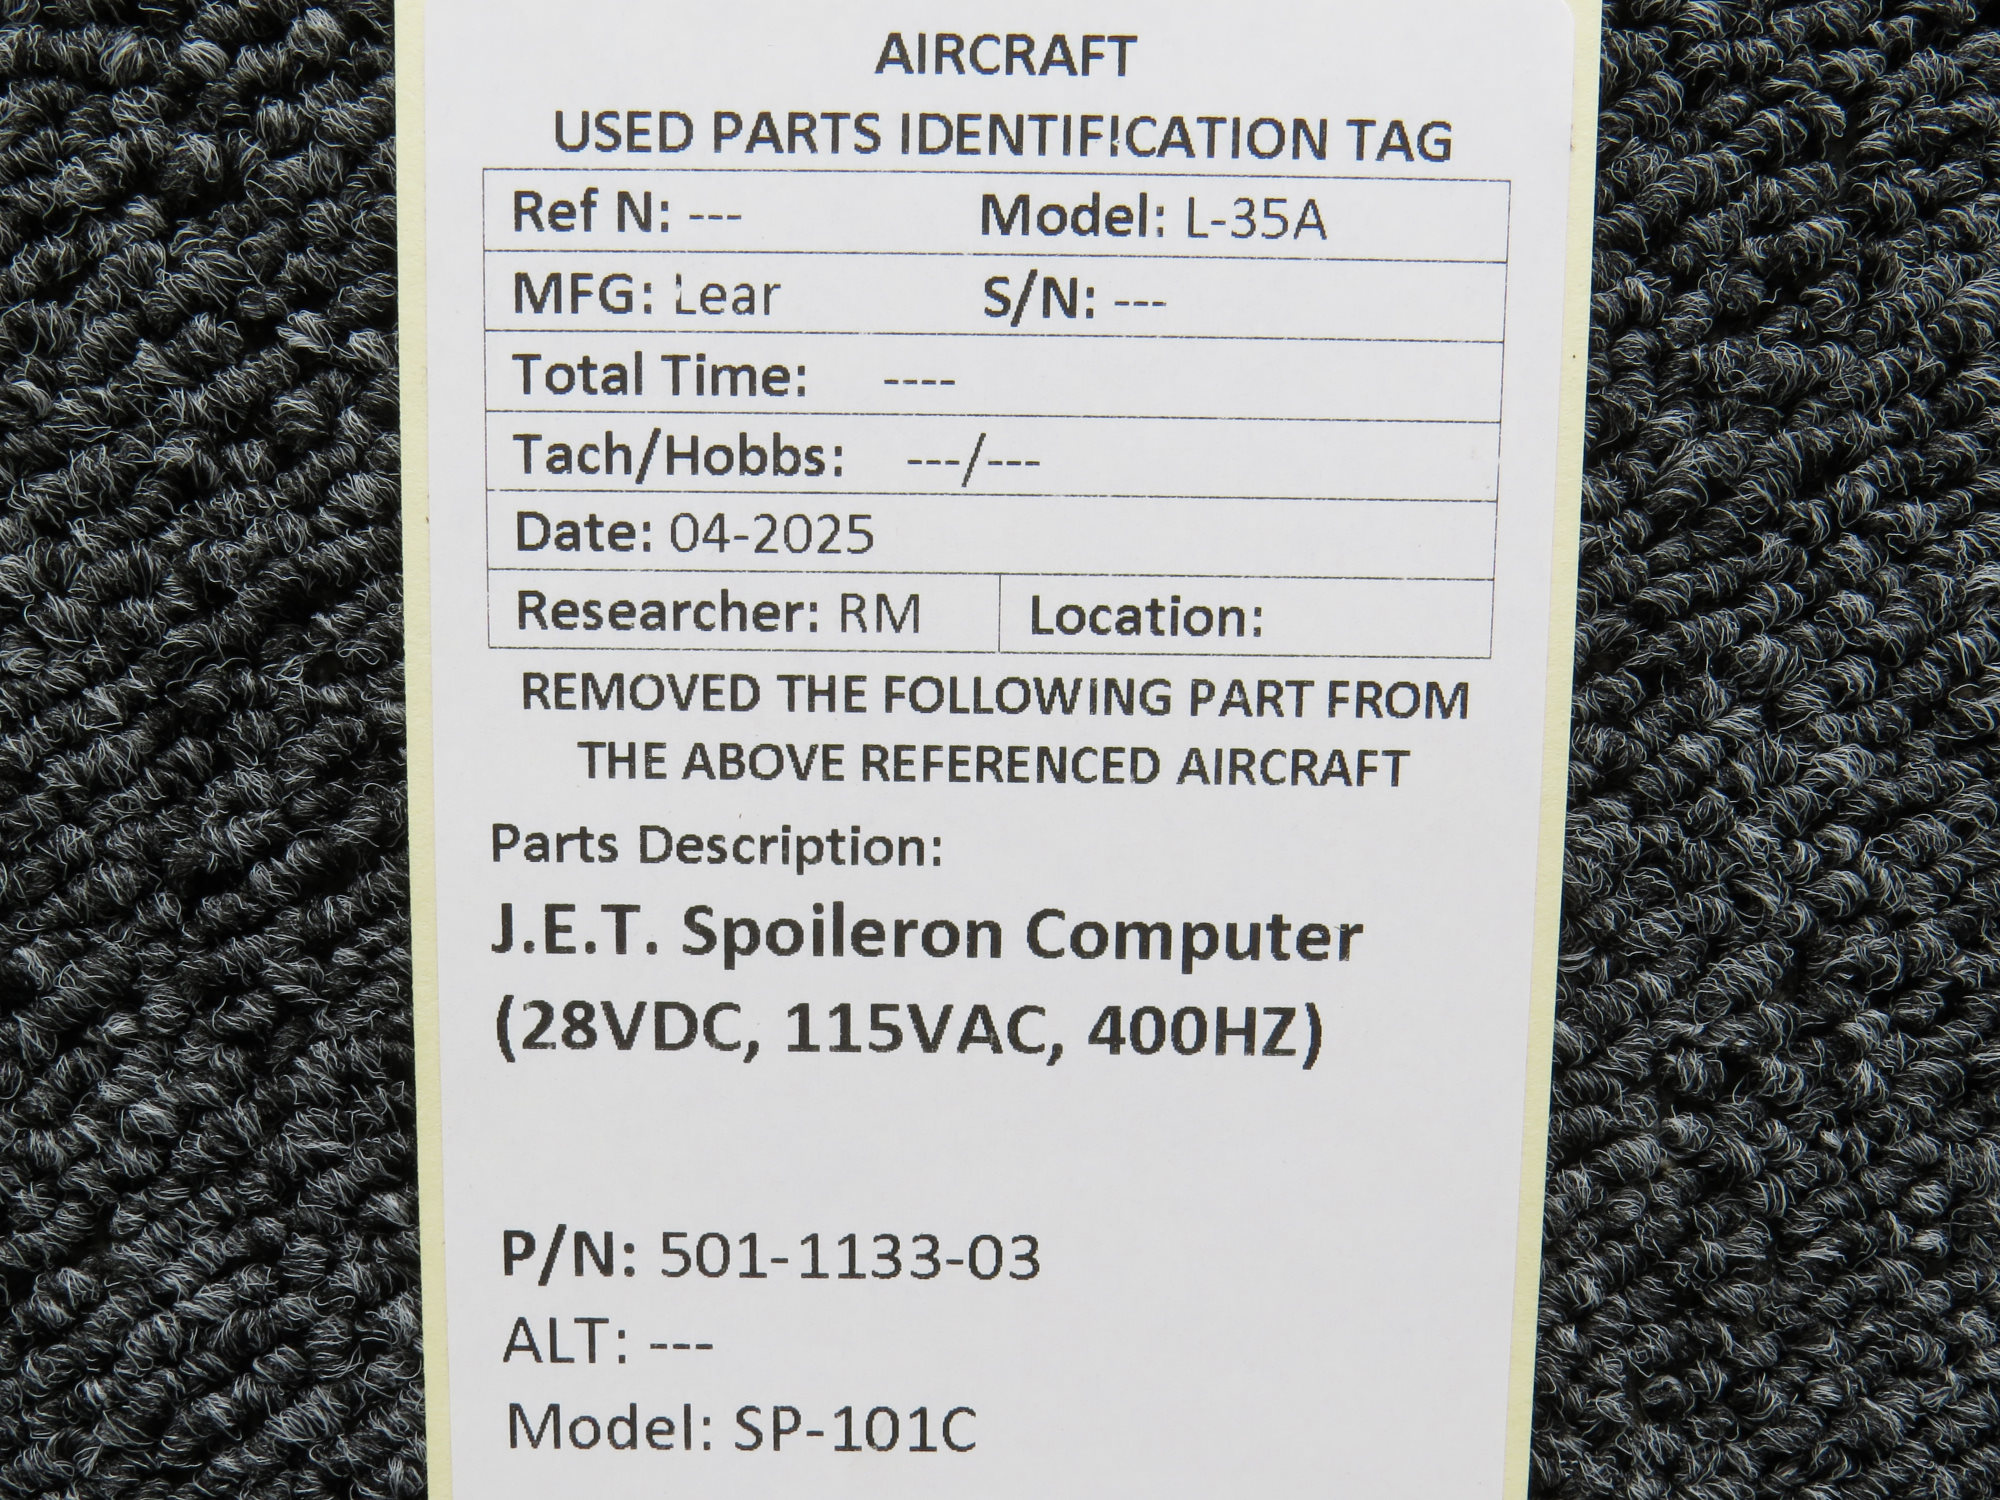 AIRCRAFT
USED PARTS IDENTIFICATION TAG
Ref N: --- Model: L-35A
MFG: Lear S/N: ---
Total Time: ----
Tach/Hobbs: ---/---
Date: 04-2025
Researcher: RM Location:
REMOVED THE FOLLOWING PART FROM
THE ABOVE REFERENCED AIRCRAFT
Parts Description:
J.E.T. Spoileron Computer
(28VDC, 115VAC, 400HZ)
P/N: 501-1133-03
ALT: ---
Model: SP-101C